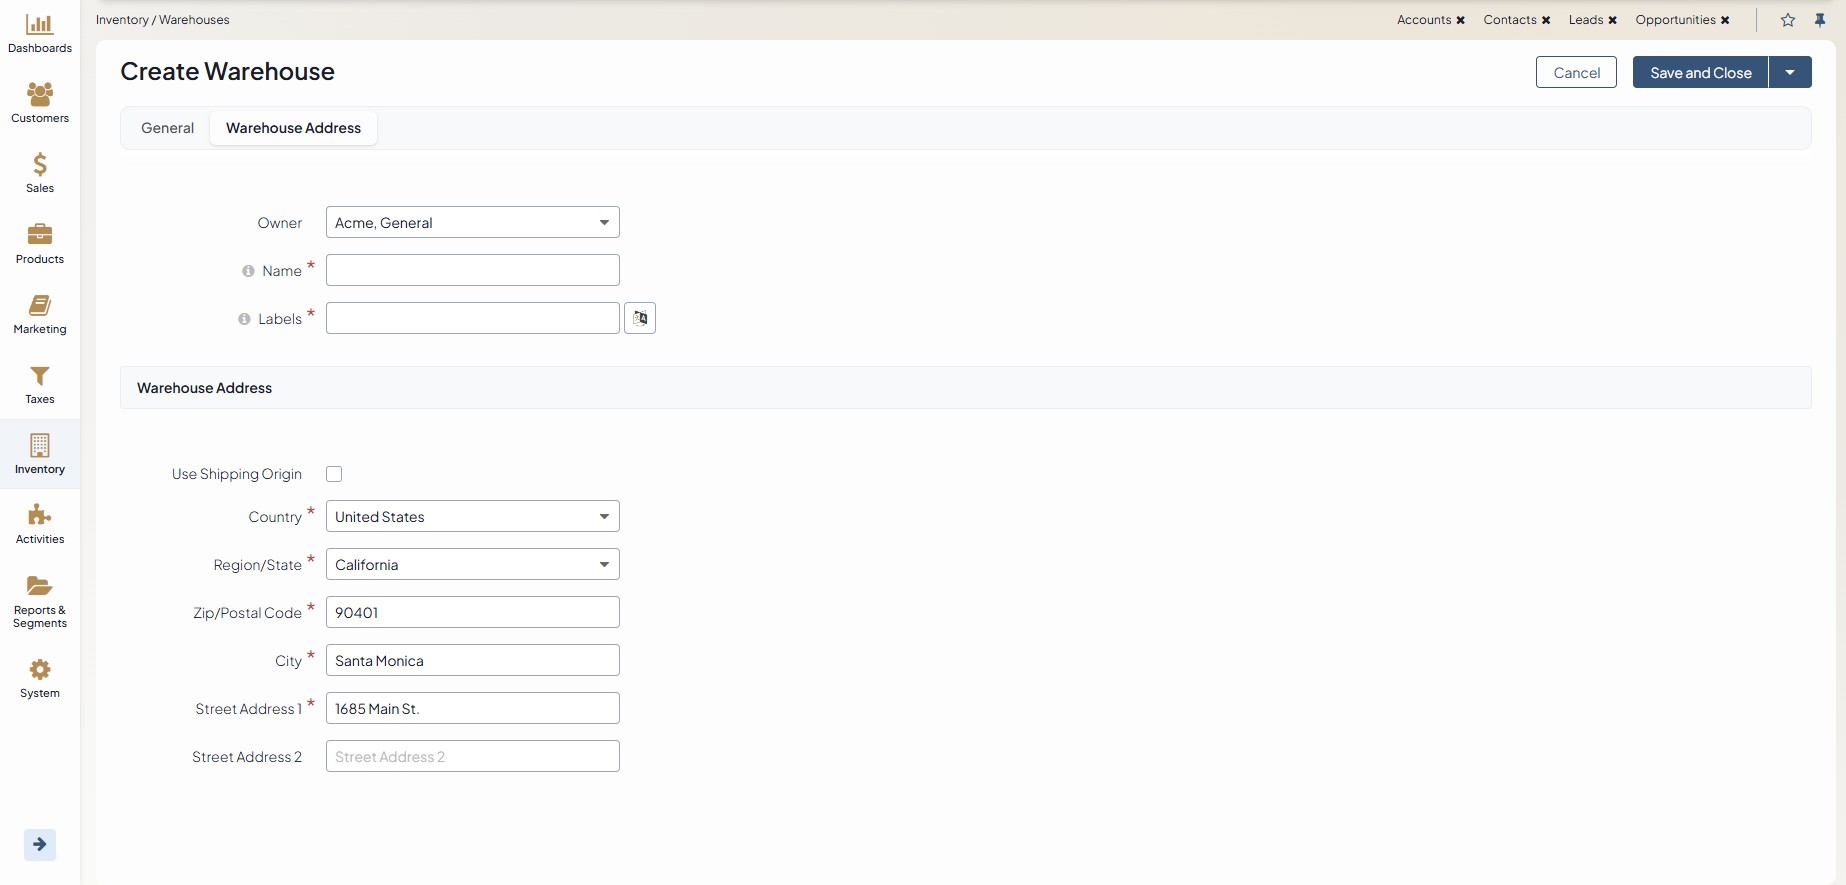 Dashboards
Customers
Sales
Products
Marketing
Taxes
Inventory
Activities
Reports &
Segments
System
Inventory / Warehouses
Accounts ✖ Contacts ✖ Leads ✖ Opportunities ✖
Create Warehouse
Cancel
Save and Close
General
Warehouse Address
Owner
Acme, General
Name *
Labels *
Warehouse Address
Use Shipping Origin
Country *
United States
Region/State *
California
Zip/Postal Code *
90401
City *
Santa Monica
Street Address 1 *
1685 Main St.
Street Address 2
Street Address 2